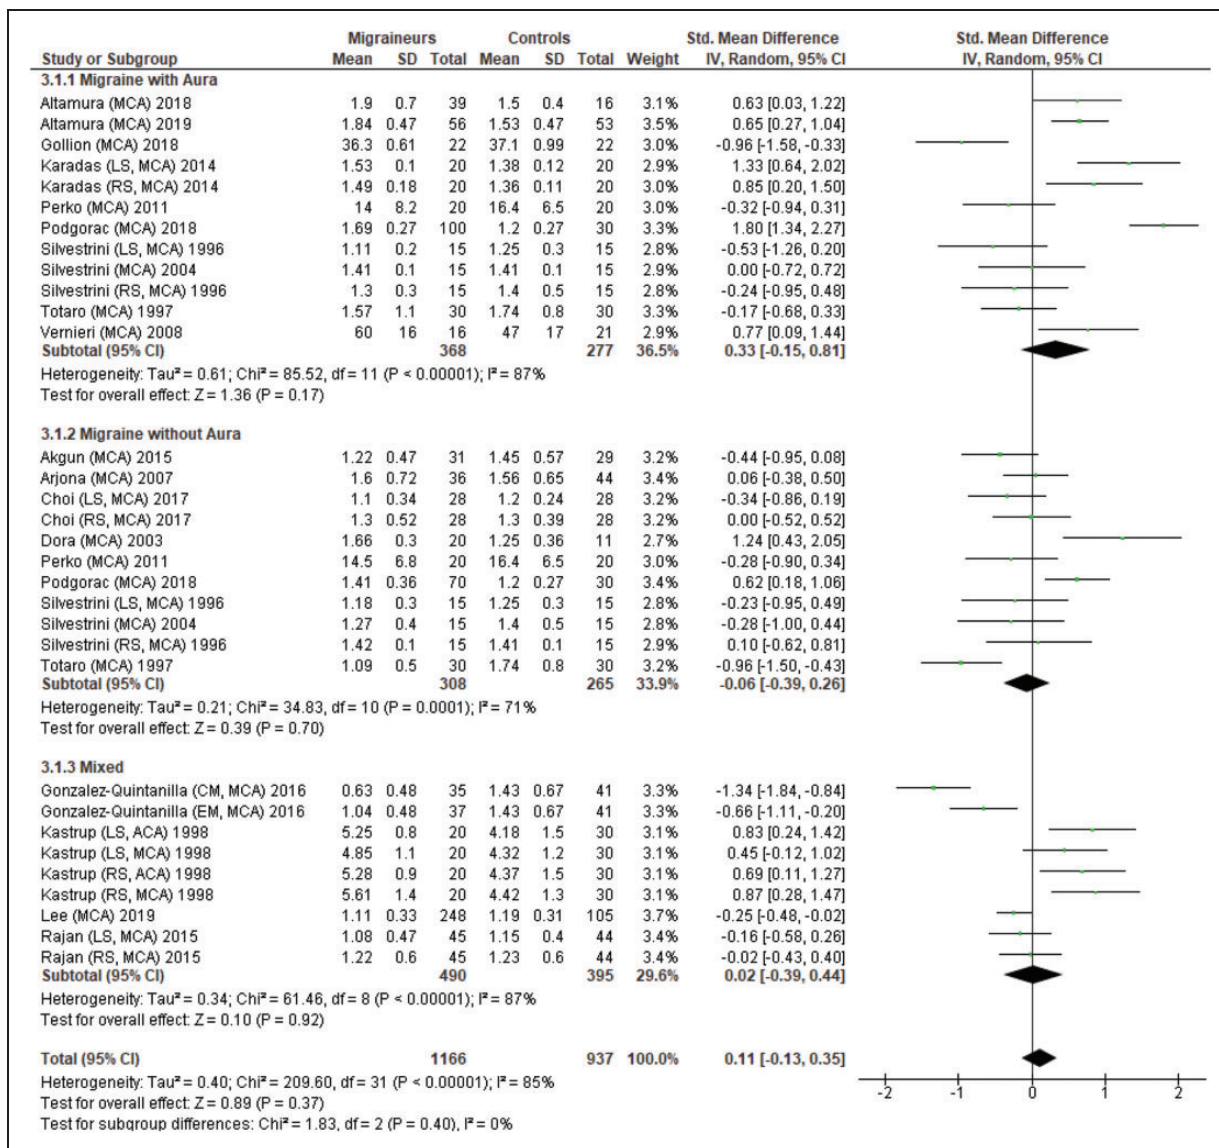 Migraineurs Controls Std. Mean Difference Std. Mean Difference
Study or Subgroup Mean SD Total Mean SD Total Weight IV, Random, 95% CI IV, Random, 95% CI
3.1.1 Migraine with Aura
Altamura (MCA) 2018 1.9 0.7 39 1.5 0.4 16 3.1% 0.63 [0.03, 1.22]
Altamura (MCA) 2019 1.84 0.47 56 1.53 0.47 53 3.5% 0.65 [0.27, 1.04]
Gollion (MCA) 2018 36.3 0.61 22 37.1 0.99 22 3.0% -0.96 [-1.58, -0.33]
Karadas (LS, MCA) 2014 1.53 0.1 20 1.38 0.12 20 2.9% 1.33 [0.64, 2.02]
Karadas (RS, MCA) 2014 1.49 0.18 20 1.36 0.11 20 3.0% 0.85 [0.20, 1.50]
Perko (MCA) 2011 14 8.2 20 16.4 6.5 20 3.0% -0.32 [-0.94, 0.31]
Podgorac (MCA) 2018 1.69 0.27 100 1.2 0.27 30 3.3% 1.80 [1.34, 2.27]
Silvestrini (LS, MCA) 1996 1.11 0.2 15 1.25 0.3 15 2.8% -0.53 [-1.26, 0.20]
Silvestrini (MCA) 2004 1.41 0.1 15 1.41 0.1 15 2.9% 0.00 [-0.72, 0.72]
Silvestrini (RS, MCA) 1996 1.3 0.3 15 1.4 0.5 15 2.8% -0.24 [-0.95, 0.48]
Totaro (MCA) 1997 1.57 1.1 30 1.74 0.8 30 3.3% -0.17 [-0.68, 0.33]
Vernieri (MCA) 2008 60 16 16 47 17 21 2.9% 0.77 [0.09, 1.44]
Subtotal (95% CI) 368 277 36.5% 0.33 [-0.15, 0.81]
Heterogeneity: Tau² = 0.61; Chi² = 85.52, df = 11 (P < 0.00001); I² = 87%
Test for overall effect: Z = 1.36 (P = 0.17)
3.1.2 Migraine without Aura
Akgun (MCA) 2015 1.22 0.47 31 1.45 0.57 29 3.2% -0.44 [-0.95, 0.08]
Arjona (MCA) 2007 1.6 0.72 36 1.56 0.65 44 3.4% 0.06 [-0.38, 0.50]
Choi (LS, MCA) 2017 1.1 0.34 28 1.2 0.24 28 3.2% -0.34 [-0.86, 0.19]
Choi (RS, MCA) 2017 1.3 0.52 28 1.3 0.39 28 3.2% 0.00 [-0.52, 0.52]
Dora (MCA) 2003 1.66 0.3 20 1.25 0.36 11 2.7% 1.24 [0.43, 2.05]
Perko (MCA) 2011 14.5 6.8 20 16.4 6.5 20 3.0% -0.28 [-0.90, 0.34]
Podgorac (MCA) 2018 1.41 0.36 70 1.2 0.27 30 3.4% 0.62 [0.18, 1.06]
Silvestrini (LS, MCA) 1996 1.18 0.3 15 1.25 0.3 15 2.8% -0.23 [-0.95, 0.49]
Silvestrini (MCA) 2004 1.27 0.4 15 1.4 0.5 15 2.8% -0.28 [-1.00, 0.44]
Silvestrini (RS, MCA) 1996 1.42 0.1 15 1.41 0.1 15 2.9% 0.10 [-0.62, 0.81]
Totaro (MCA) 1997 1.09 0.5 30 1.74 0.8 30 3.2% -0.96 [-1.50, -0.43]
Subtotal (95% CI) 308 265 33.9% -0.06 [-0.39, 0.26]
Heterogeneity: Tau² = 0.21; Chi² = 34.83, df = 10 (P = 0.0001); I² = 71%
Test for overall effect: Z = 0.39 (P = 0.70)
3.1.3 Mixed
Gonzalez-Quintanilla (CM, MCA) 2016 0.63 0.48 35 1.43 0.67 41 3.3% -1.34 [-1.84, -0.84]
Gonzalez-Quintanilla (EM, MCA) 2016 1.04 0.48 37 1.43 0.67 41 3.3% -0.66 [-1.11, -0.20]
Kastrup (LS, ACA) 1998 5.25 0.8 20 4.18 1.5 30 3.1% 0.83 [0.24, 1.42]
Kastrup (LS, MCA) 1998 4.85 1.1 20 4.32 1.2 30 3.1% 0.45 [-0.12, 1.02]
Kastrup (RS, ACA) 1998 5.28 0.9 20 4.37 1.5 30 3.1% 0.69 [0.11, 1.27]
Kastrup (RS, MCA) 1998 5.61 1.4 20 4.42 1.3 30 3.1% 0.87 [0.28, 1.47]
Lee (MCA) 2019 1.11 0.33 248 1.19 0.31 105 3.7% -0.25 [-0.48, -0.02]
Rajan (LS, MCA) 2015 1.08 0.47 45 1.15 0.4 44 3.4% -0.16 [-0.58, 0.26]
Rajan (RS, MCA) 2015 1.22 0.6 45 1.23 0.6 44 3.4% -0.02 [-0.43, 0.40]
Subtotal (95% CI) 490 395 29.6% 0.02 [-0.39, 0.44]
Heterogeneity: Tau² = 0.34; Chi² = 61.46, df = 8 (P < 0.00001); I² = 87%
Test for overall effect: Z = 0.10 (P = 0.92)
Total (95% CI) 1166 937 100.0% 0.11 [-0.13, 0.35]
Heterogeneity: Tau² = 0.40; Chi² = 209.60, df = 31 (P < 0.00001); I² = 85%
Test for overall effect: Z = 0.89 (P = 0.37)
Test for subgroup differences: Chi² = 1.83, df = 2 (P = 0.40), I² = 0%
-2 -1 0 1 2